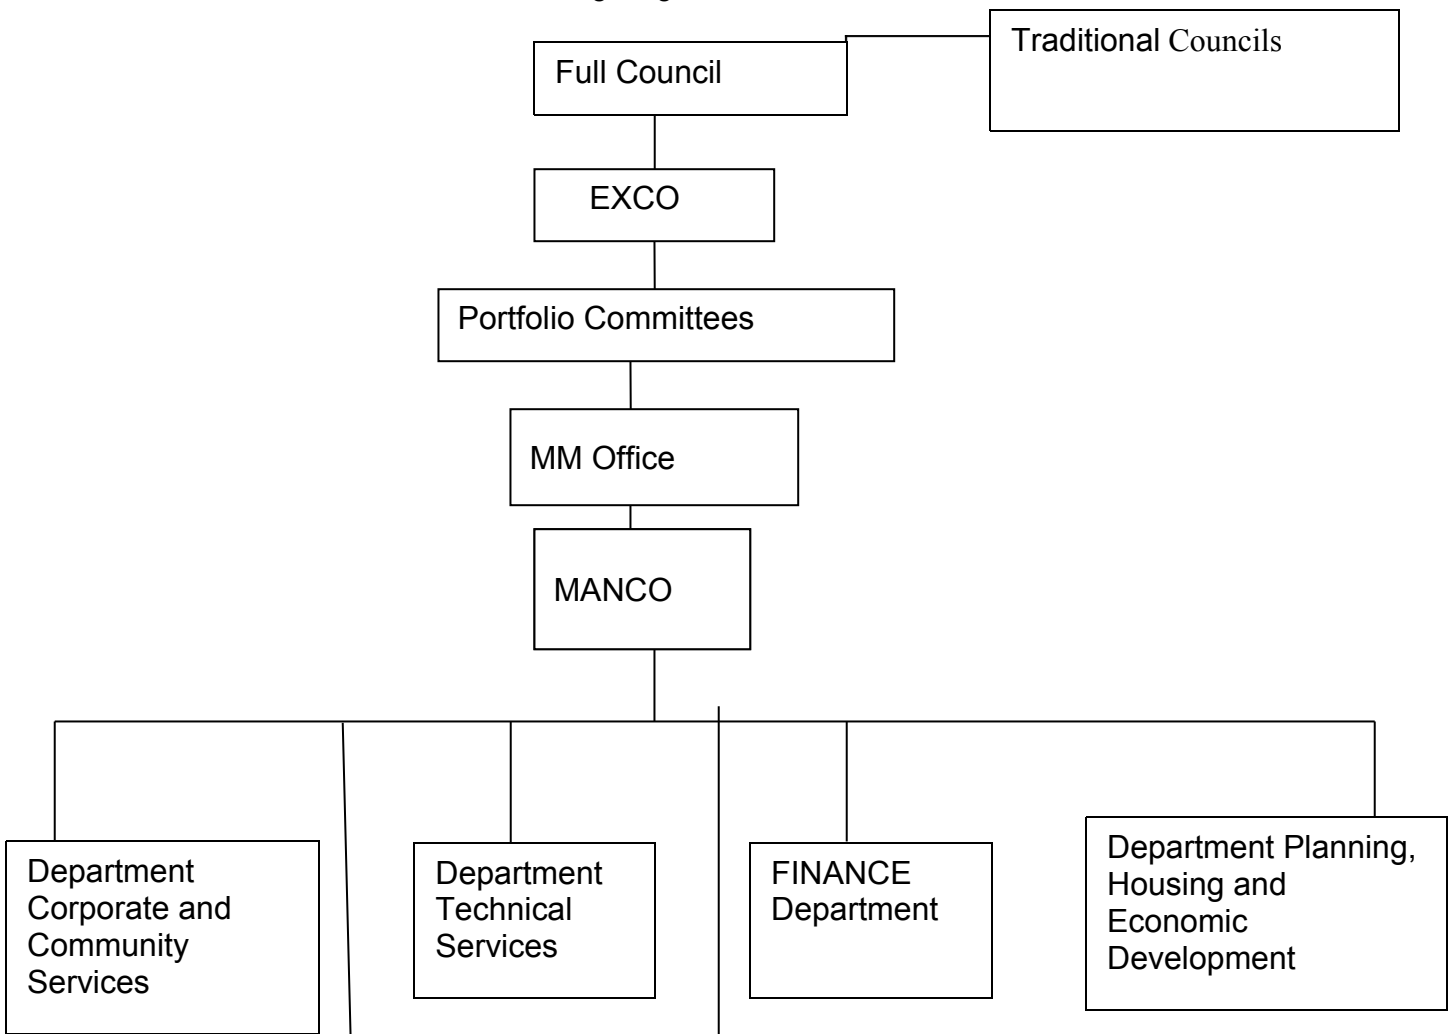 Traditional Councils
Full Council
EXCO
Portfolio Committees
MM Office
MANCO
Department
Corporate and
Community
Services
Department
Technical
Services
FINANCE
Department
Department Planning,
Housing and
Economic
Development